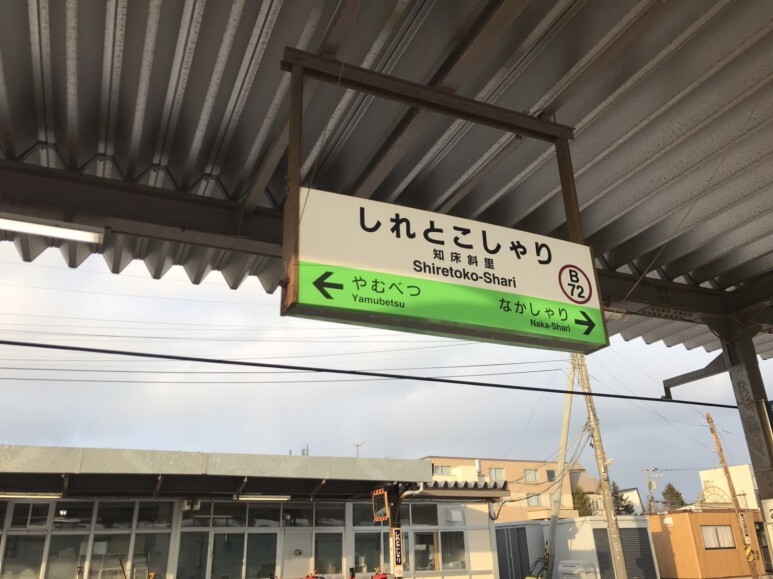 しれとこしゃり
知床斜里
Shiretoko-Shari
B
72
やむべつ
Yamubetsu
なかしゃり
Naka-Shari